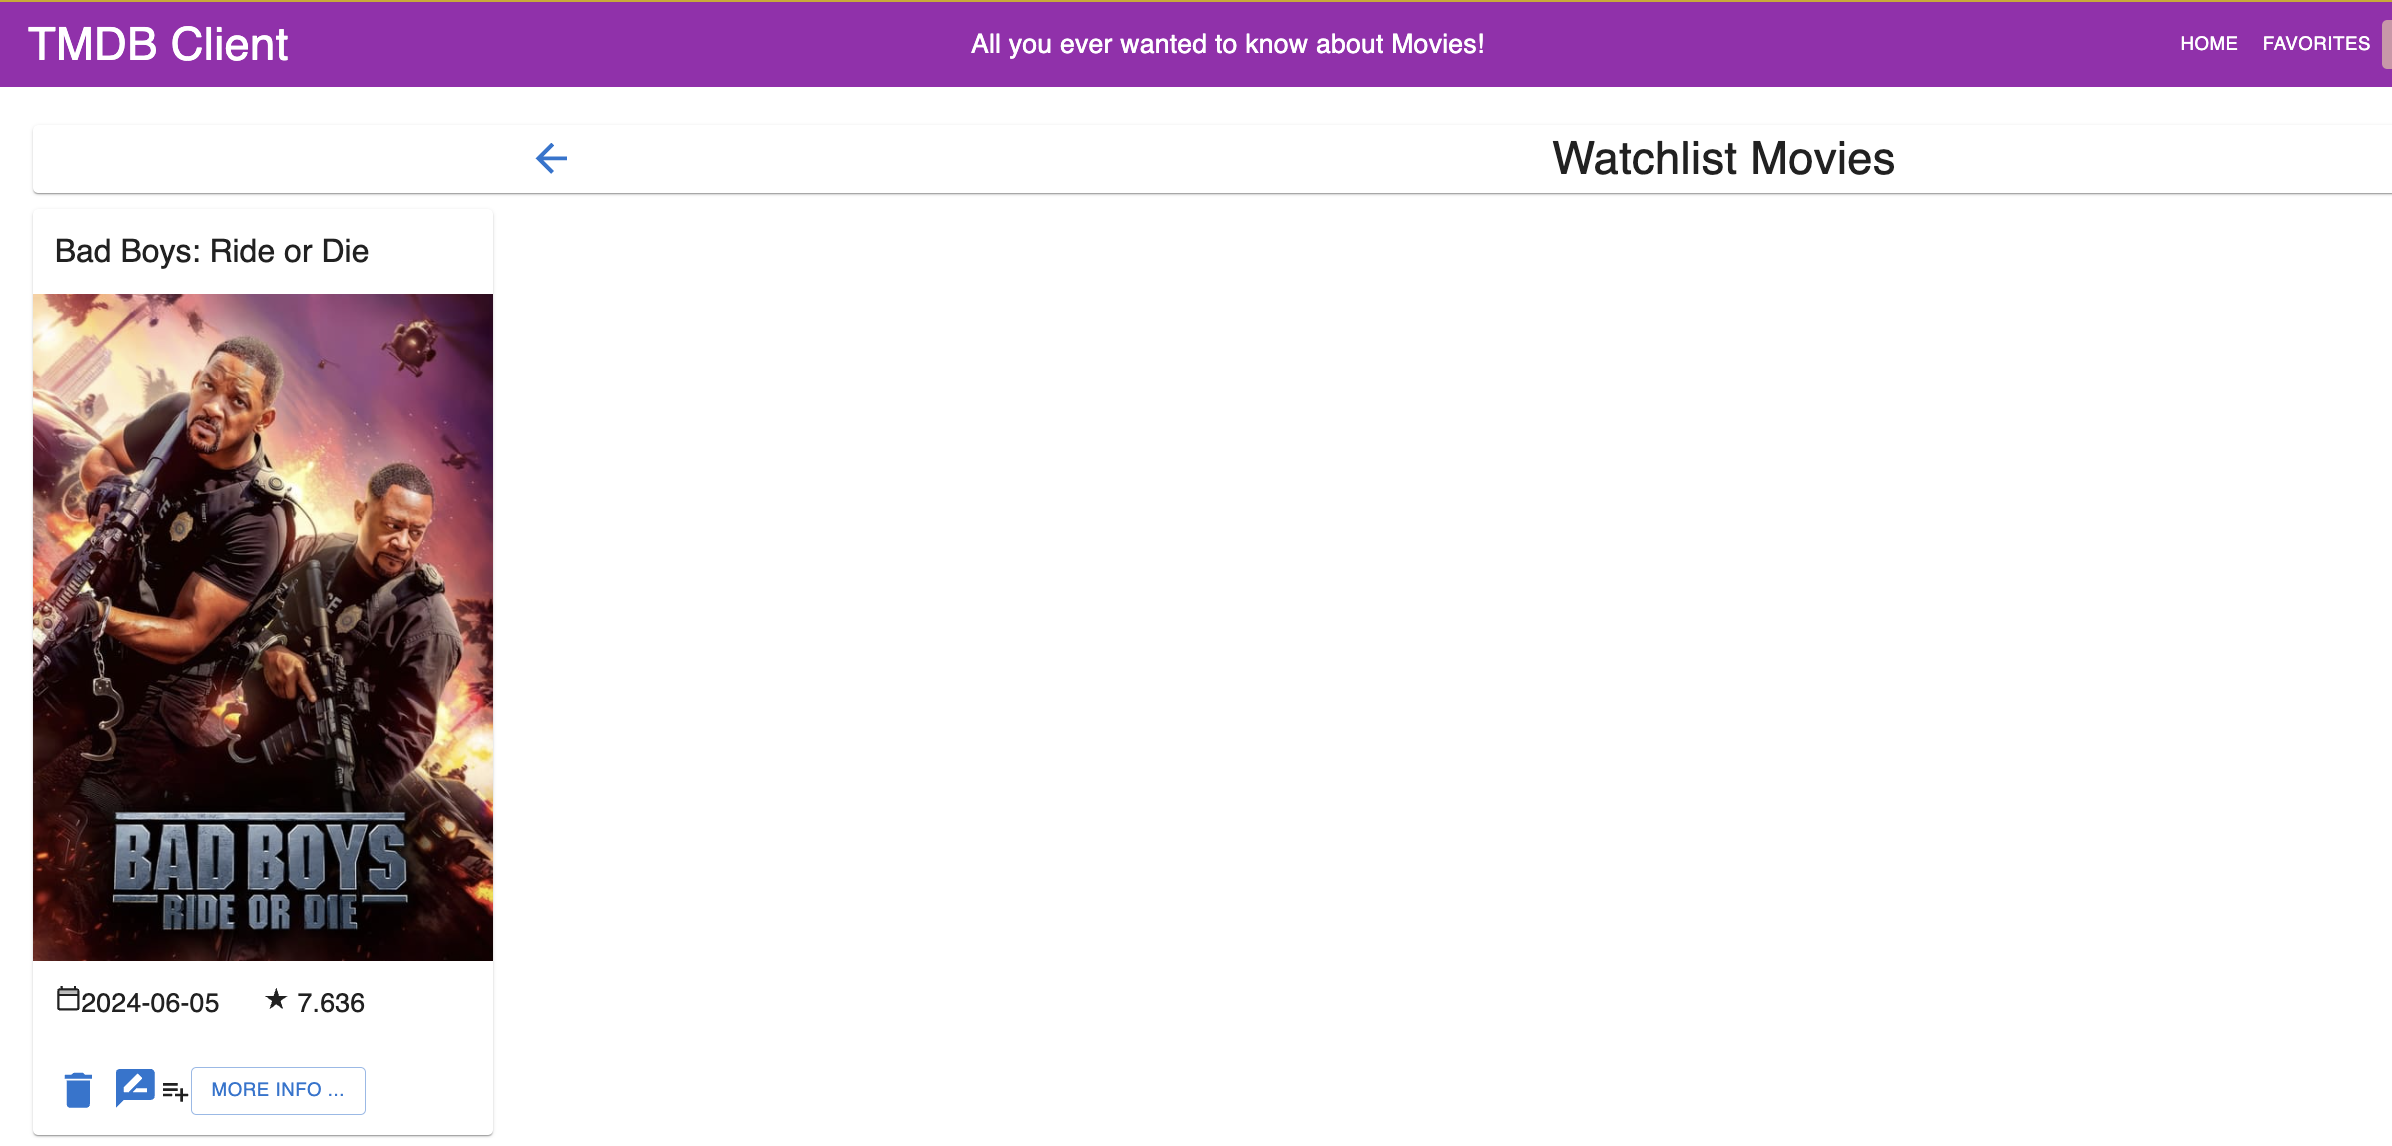 TMDB Client
All you ever wanted to know about Movies!
HOME FAVORITES
Watchlist Movies
Bad Boys: Ride or Die
BAD BOYS
RIDE OR DIE
2024-06-05 7.636
MORE INFO ...